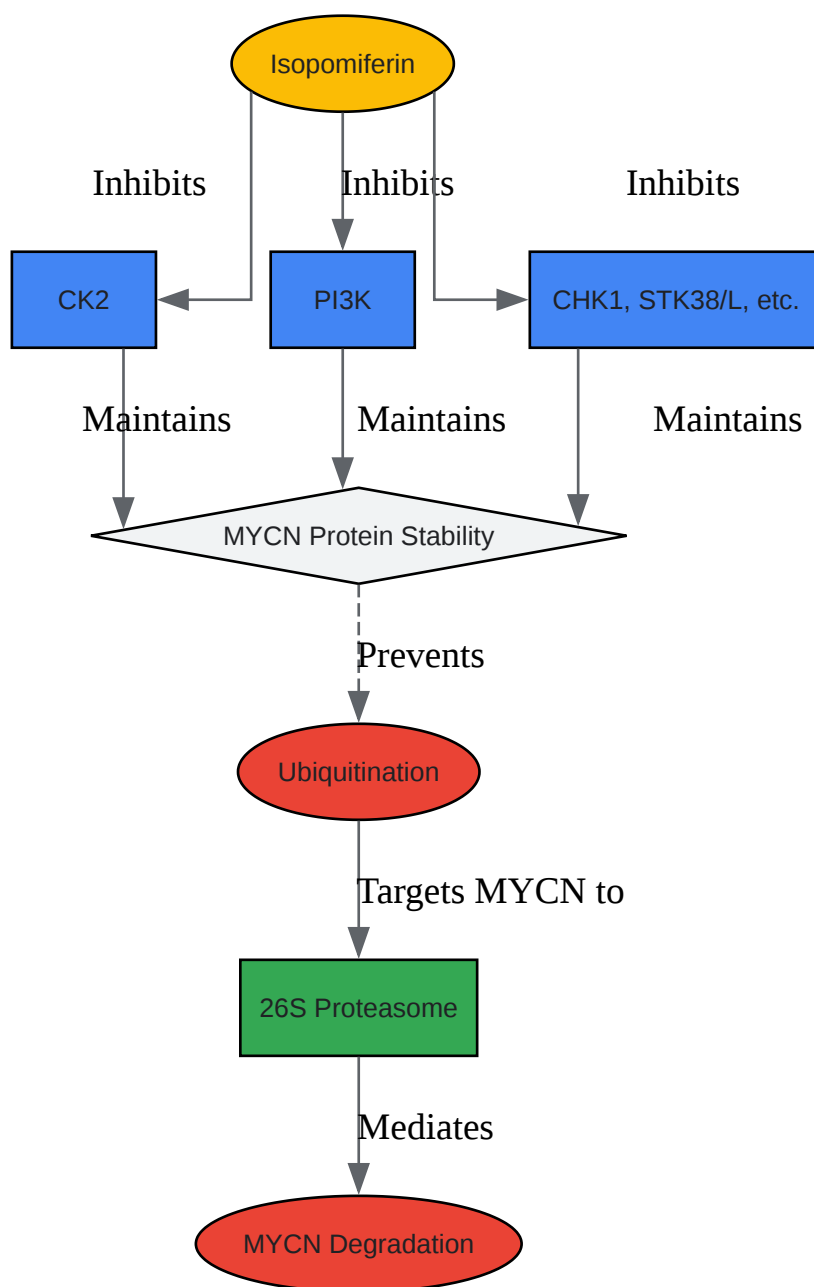 Isopomiferin
Inhibits
Inhibits
Inhibits
CK2
PI3K
CHK1, STK38/L, etc.
Maintains
Maintains
Maintains
MYCN Protein Stability
Prevents
Ubiquitination
Targets MYCN to
26S Proteasome
Mediates
MYCN Degradation